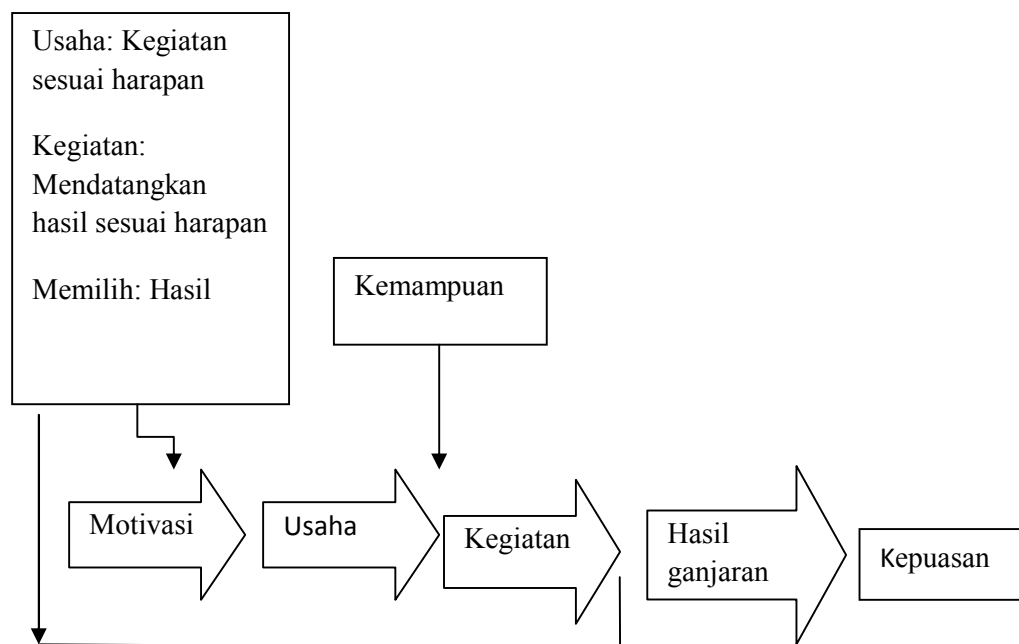 Usaha: Kegiatan
sesuai harapan
Kegiatan:
Mendatangkan
hasil sesuai harapan
Memilih: Hasil
Kemampuan
Motivasi
Usaha
Kegiatan
Hasil
ganjaran
Kepuasan